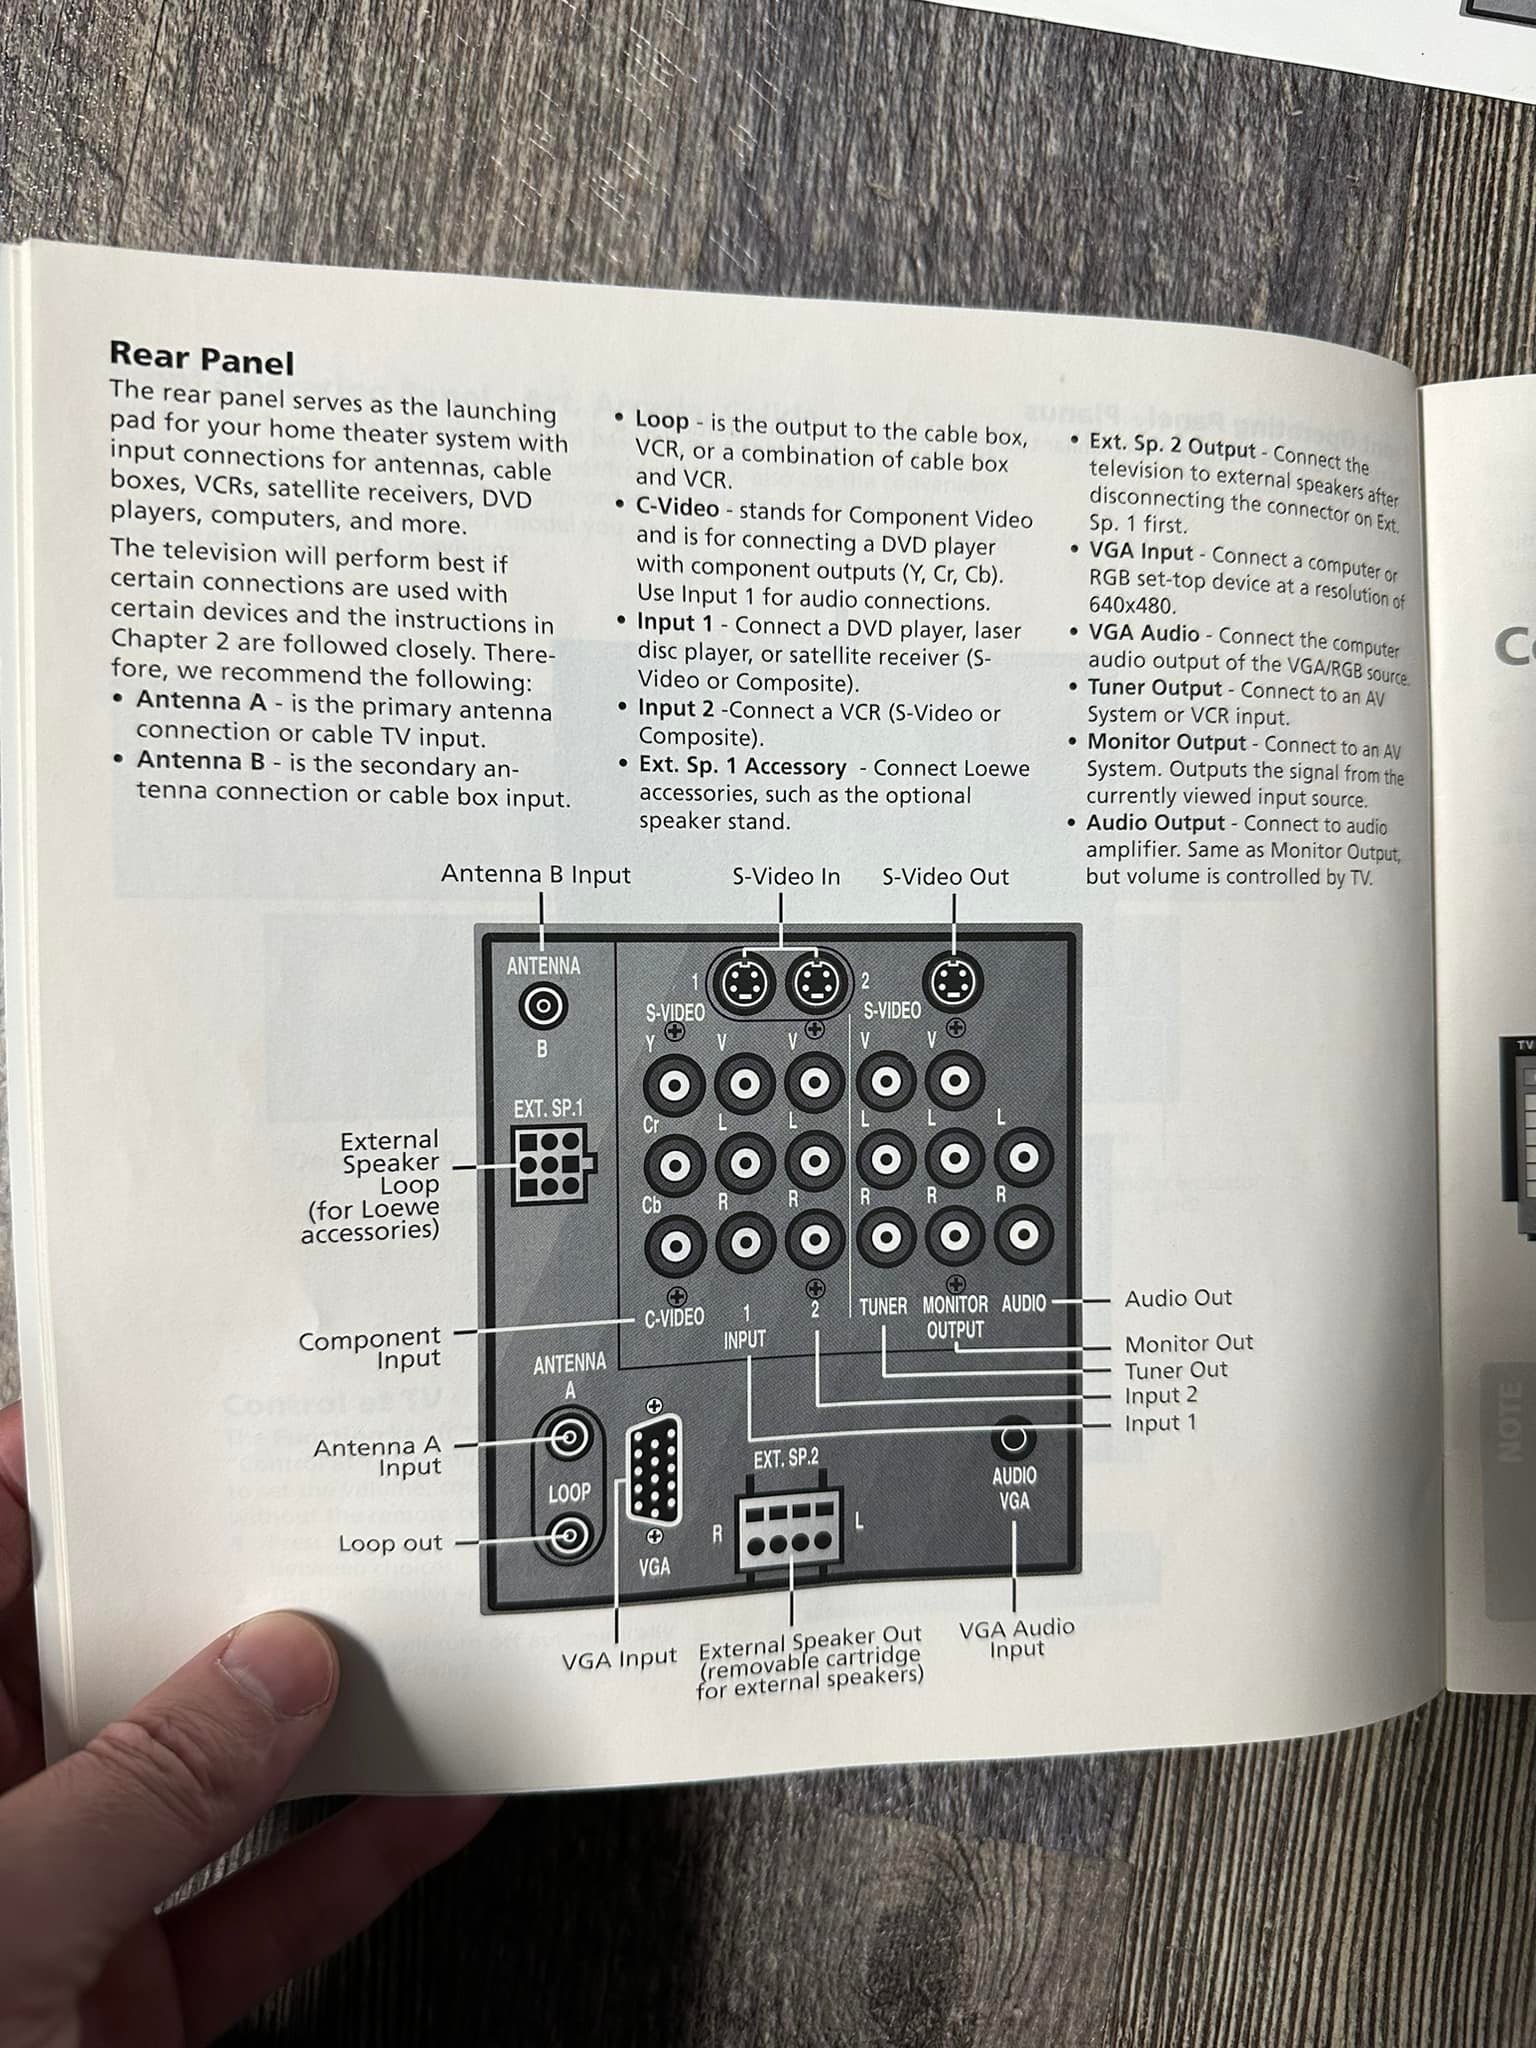 Rear Panel
The rear panel serves as the launching
pad for your home theater system with
input connections for antennas, cable
boxes, VCRs, satellite receivers, DVD
players, computers, and more.
The television will perform best if
certain connections are used with
certain devices and the instructions in
Chapter 2 are followed closely. There-
fore, we recommend the following:
• Antenna A - is the primary antenna
connection or cable TV input.
• Antenna B - is the secondary an-
tenna connection or cable box input.
• Loop - is the output to the cable box,
VCR, or a combination of cable box
and VCR.
• C-Video - stands for Component Video
and is for connecting a DVD player
with component outputs (Y, Cr, Cb).
Use Input 1 for audio connections.
• Input 1 - Connect a DVD player, laser
disc player, or satellite receiver (S-
Video or Composite).
• Input 2 -Connect a VCR (S-Video or
Composite).
• Ext. Sp. 1 Accessory - Connect Loewe
accessories, such as the optional
speaker stand.
• Ext. Sp. 2 Output - Connect the
television to external speakers after
disconnecting the connector on Ext.
Sp. 1 first.
• VGA Input - Connect a computer or
RGB set-top device at a resolution of
640x480.
• VGA Audio - Connect the computer
audio output of the VGA/RGB source.
• Tuner Output - Connect to an AV
System or VCR input.
• Monitor Output - Connect to an AV
System. Outputs the signal from the
currently viewed input source.
• Audio Output - Connect to audio
amplifier. Same as Monitor Output,
but volume is controlled by TV.
Antenna B Input
S-Video In
S-Video Out
ANTENNA
B
1
2
S-VIDEO
S-VIDEO
Y V V V V
EXT. SP.1
Cr L L L L L
Cb R R R R R
External
Speaker
Loop
(for Loewe
accessories)
C-VIDEO
1
2
INPUT
TUNER
MONITOR
OUTPUT
AUDIO
Audio Out
Component
Input
Monitor Out
Tuner Out
Input 2
Input 1
ANTENNA
A
Antenna A
Input
LOOP
Loop out
VGA
EXT. SP.2
R
L
AUDIO
VGA
VGA Input
External Speaker Out
(removable cartridge
for external speakers)
VGA Audio
Input
TV
NOTE